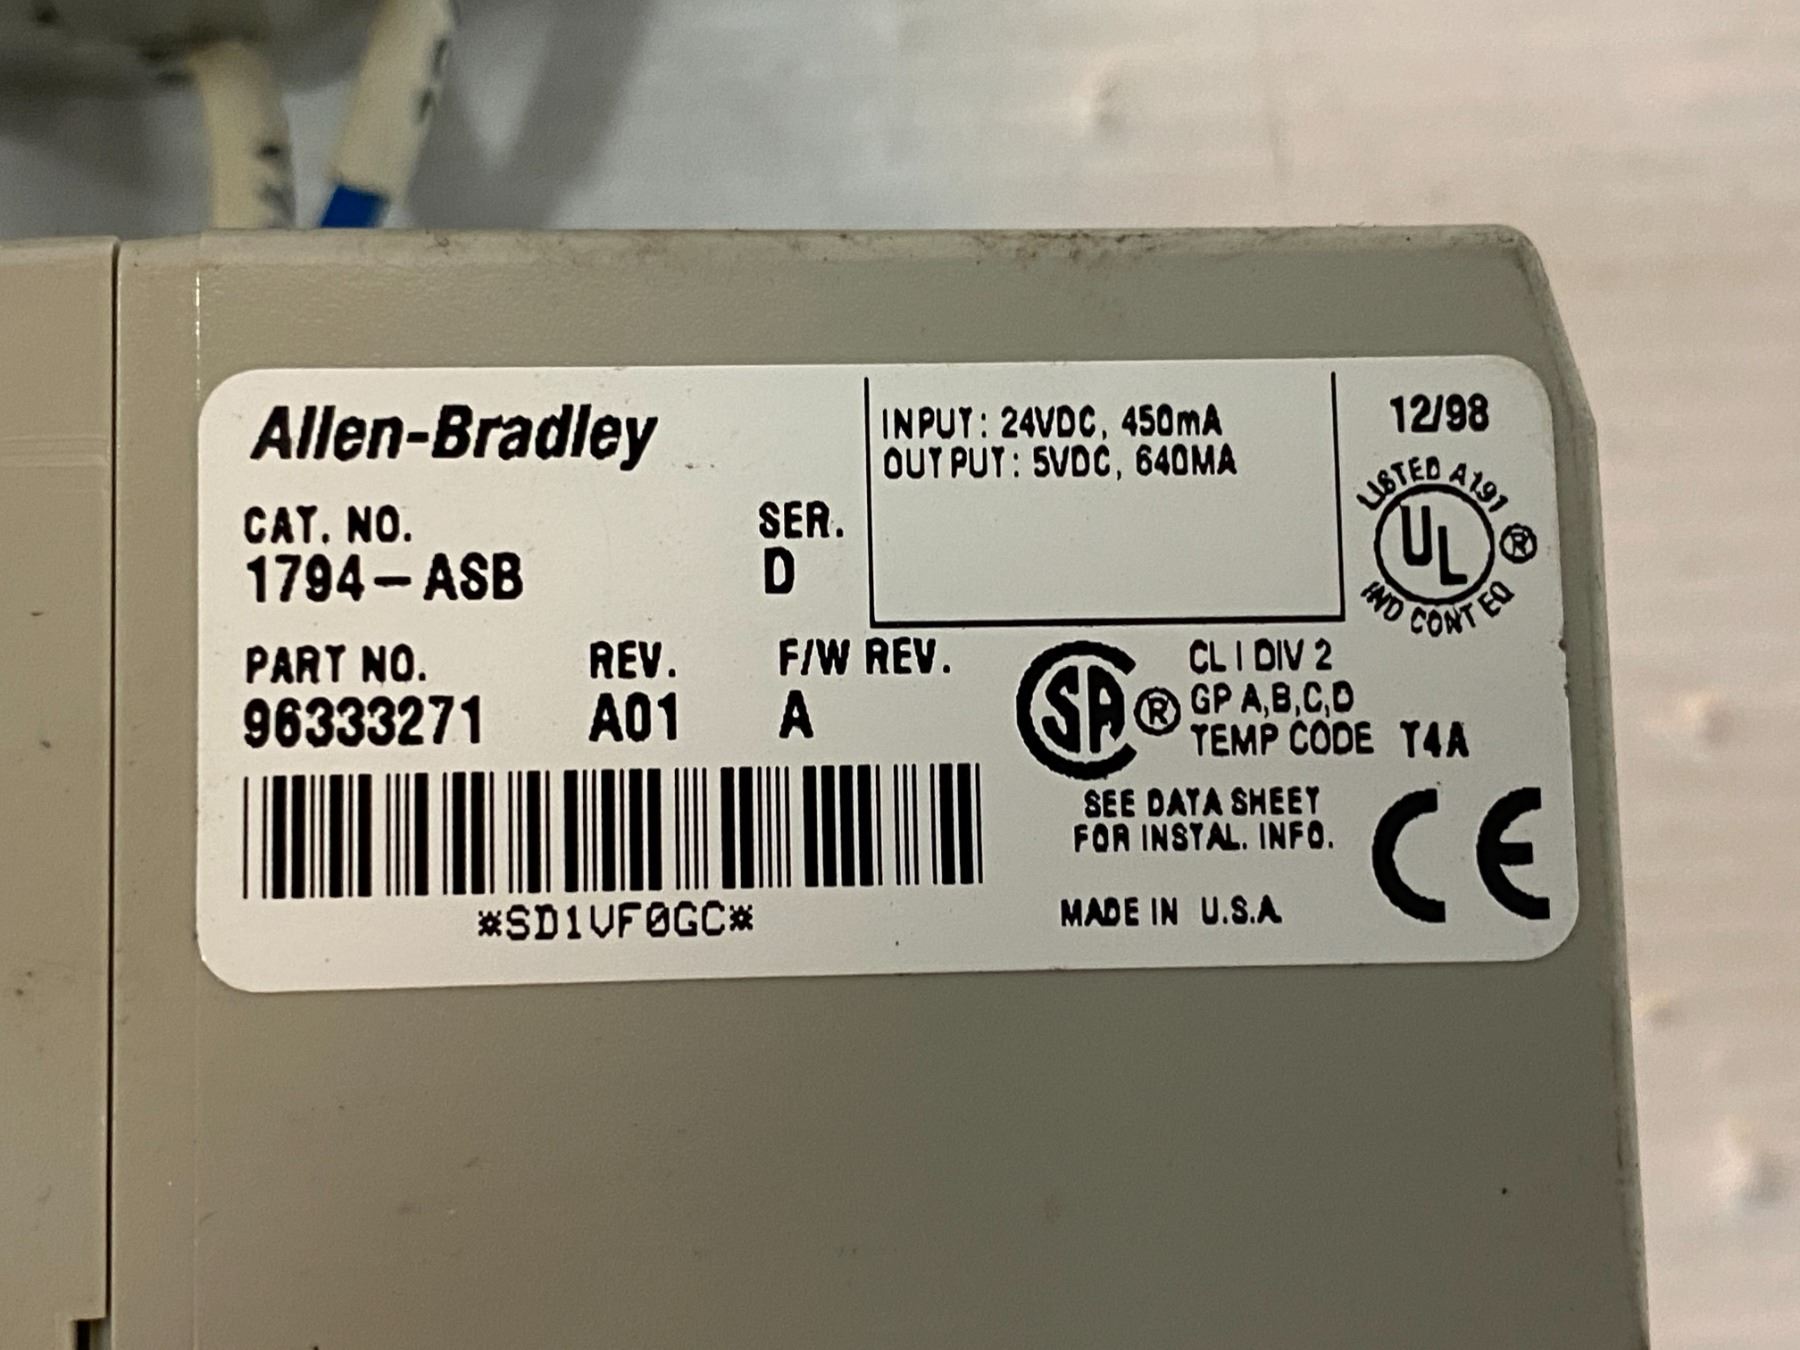 Allen-Bradley
CAT. NO.
1794-ASB
SER.
D
INPUT: 24VDC, 450mA
OUTPUT: 5VDC, 640MA
12/98
LISTED A191
UL ®
IND CONT EQ
PART NO.
96333271
REV.
A01
F/W REV.
A
SA ®
CL I DIV 2
GP A,B,C,D
TEMP CODE T4A
SEE DATA SHEET
FOR INSTAL. INFO.
CE
MADE IN U.S.A.
*SD1VF0GC*